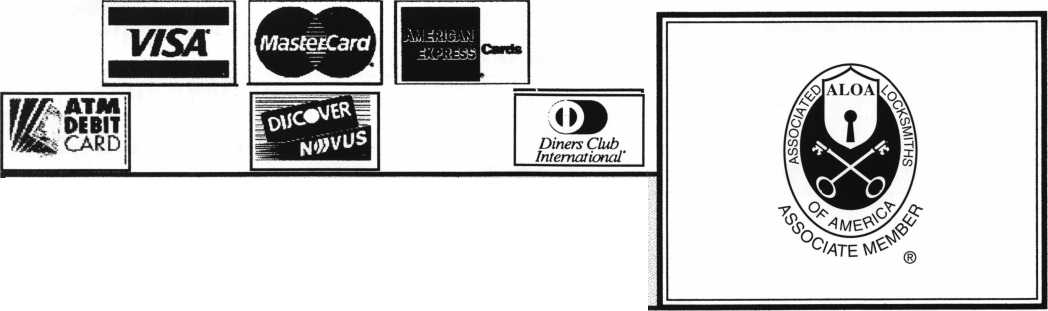 VISA
MasterCard
AMERICAN
EXPRESS
Cards
ATM
DEBIT
CARD
DISCOVER
NOVUS
Diners Club
International
ALOA
ASSOCIATED LOCKSMITHS
OF AMERICA
ASSOCIATE MEMBER
®